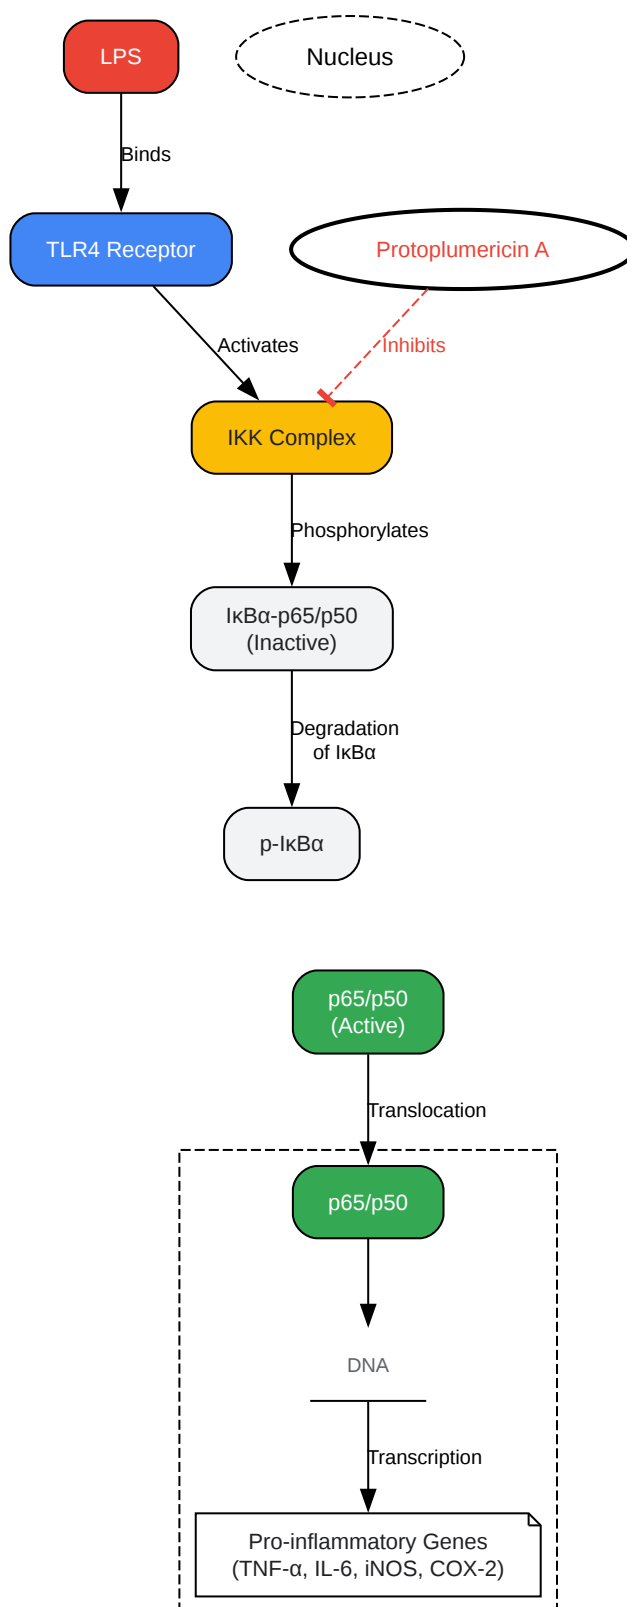 LPS
Nucleus
Binds
TLR4 Receptor
Protoplumericin A
Activates
Inhibits
IKK Complex
Phosphorylates
IκBα-p65/p50
(Inactive)
Degradation
of IκBα
p-IκBα
p65/p50
(Active)
Translocation
p65/p50
DNA
Transcription
Pro-inflammatory Genes
(TNF-α, IL-6, iNOS, COX-2)